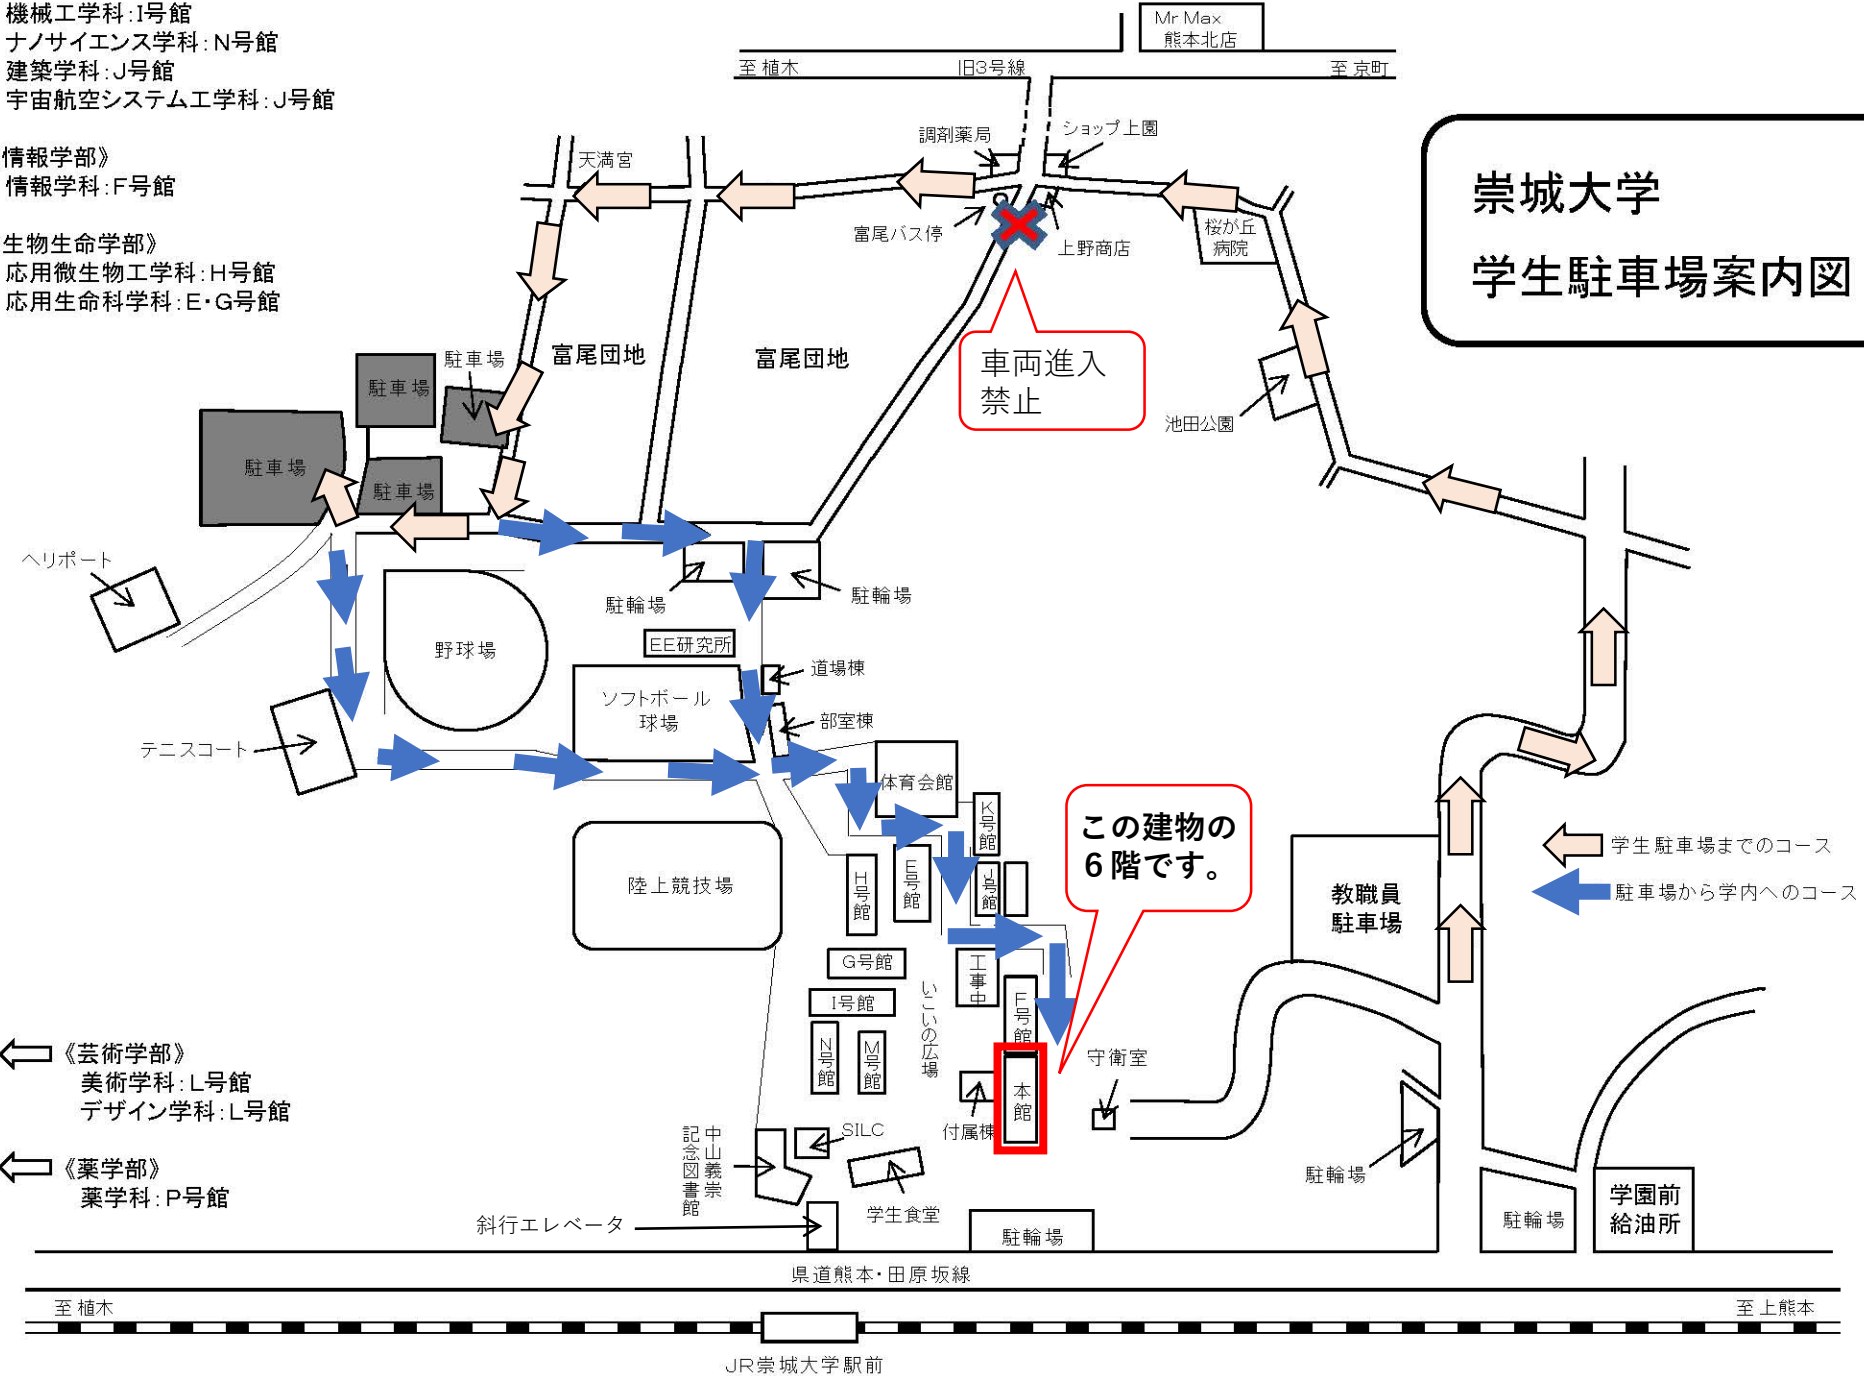 機械工学科:I号館
ナノサイエンス学科:N号館
建築学科:J号館
宇宙航空システム工学科:J号館
情報学部》
情報学科:F号館
生物生命学部》
応用微生物工学科:H号館
応用生命科学科:E・G号館
Mr Max
熊本北店
至 植木
旧3号線
至 京町
崇城大学
学生駐車場案内図
調剤薬局
ショップ上園
天満宮
富尾バス停
上野商店
桜が丘
病院
車両進入
禁止
富尾団地
富尾団地
池田公園
駐車場
駐車場
駐車場
駐車場
ヘリポート
駐輪場
駐輪場
野球場
EE研究所
道場棟
ソフトボール
球場
部室棟
テニスコート
体育会館
K号館
この建物の
6階です。
陸上競技場
H号館
E号館
J号館
教職員
駐車場
学生駐車場までのコース
駐車場から学内へのコース
G号館
工事中
I号館
いこいの広場
F号館
N号館
M号館
守衛室
本館
付属棟
《芸術学部》
美術学科:L号館
デザイン学科:L号館
《薬学部》
薬学科:P号館
中山義崇
記念図書館
SILC
学生食堂
斜行エレベータ
駐輪場
駐輪場
駐輪場
学園前
給油所
県道熊本・田原坂線
至 植木
至 上熊本
JR崇城大学駅前